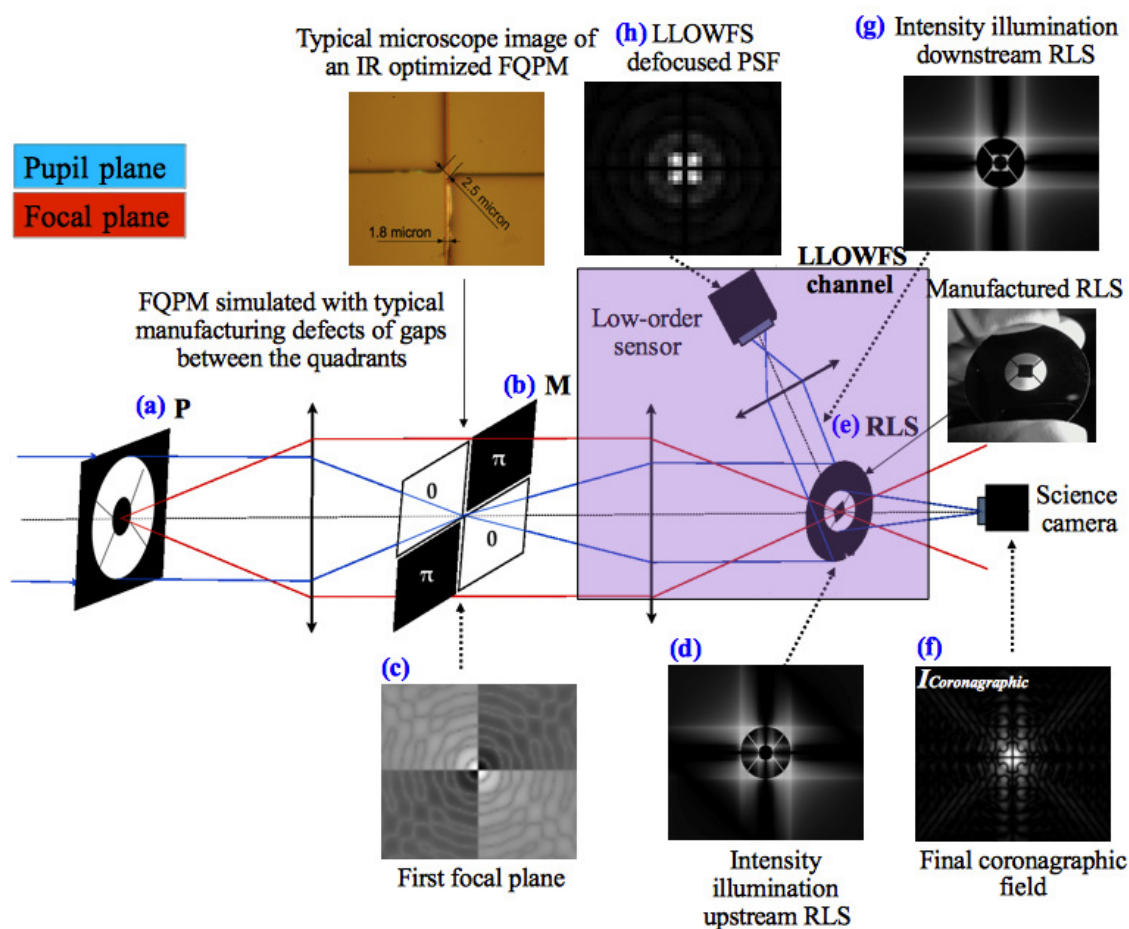 Typical microscope image of
an IR optimized FQPM
(h) LLOWFS
defocused PSF
(g) Intensity illumination
downstream RLS
Pupil plane
Focal plane
2.5 micron
1.8 micron
LLOWFS
channel
Manufactured RLS
FQPM simulated with typical
manufacturing defects of gaps
between the quadrants
Low-order
sensor
(a) P
(b) M
(e) RLS
π
0
0
π
Science
camera
(c)
(d)
(f)
I Coronagraphic
First focal plane
Intensity
illumination
upstream RLS
Final coronagraphic
field